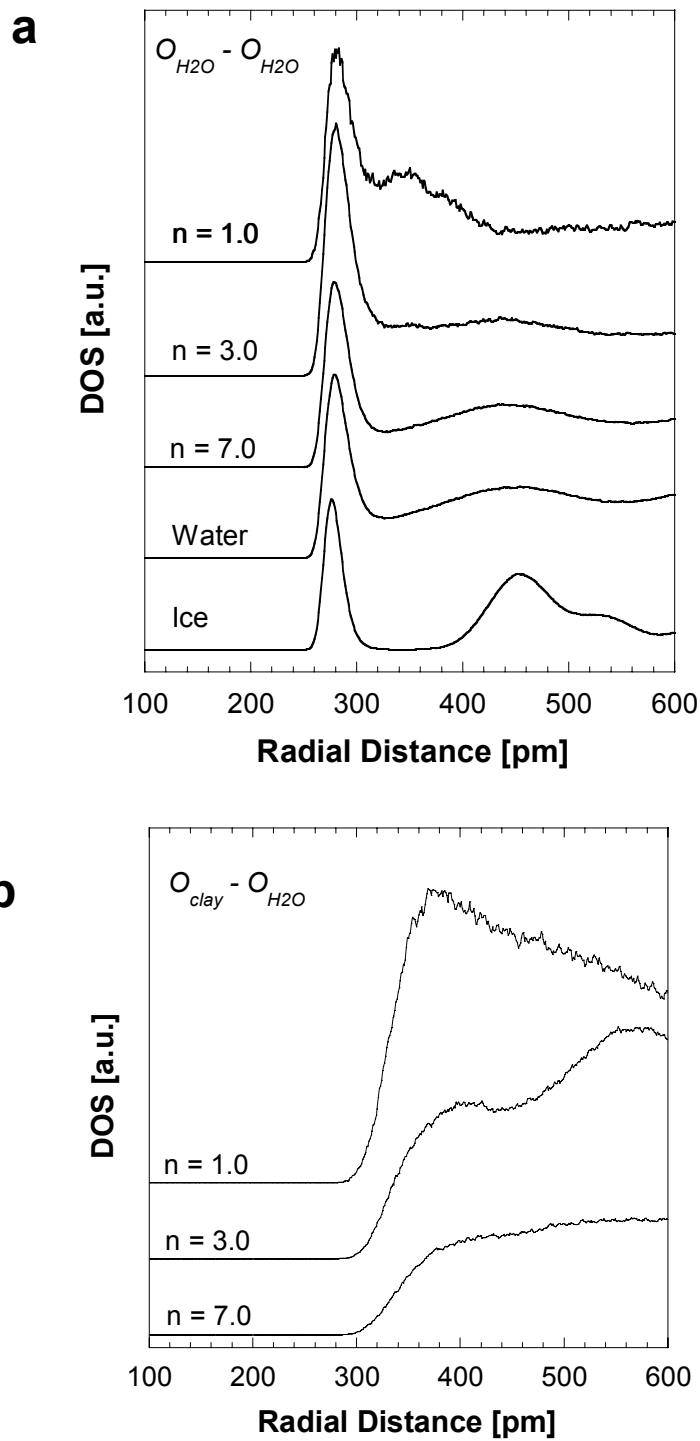 a
O_H2O - O_H2O
n = 1.0
n = 3.0
n = 7.0
Water
Ice
DOS [a.u.]
100 200 300 400 500 600
Radial Distance [pm]
b
O_clay - O_H2O
n = 1.0
n = 3.0
n = 7.0
DOS [a.u.]
100 200 300 400 500 600
Radial Distance [pm]